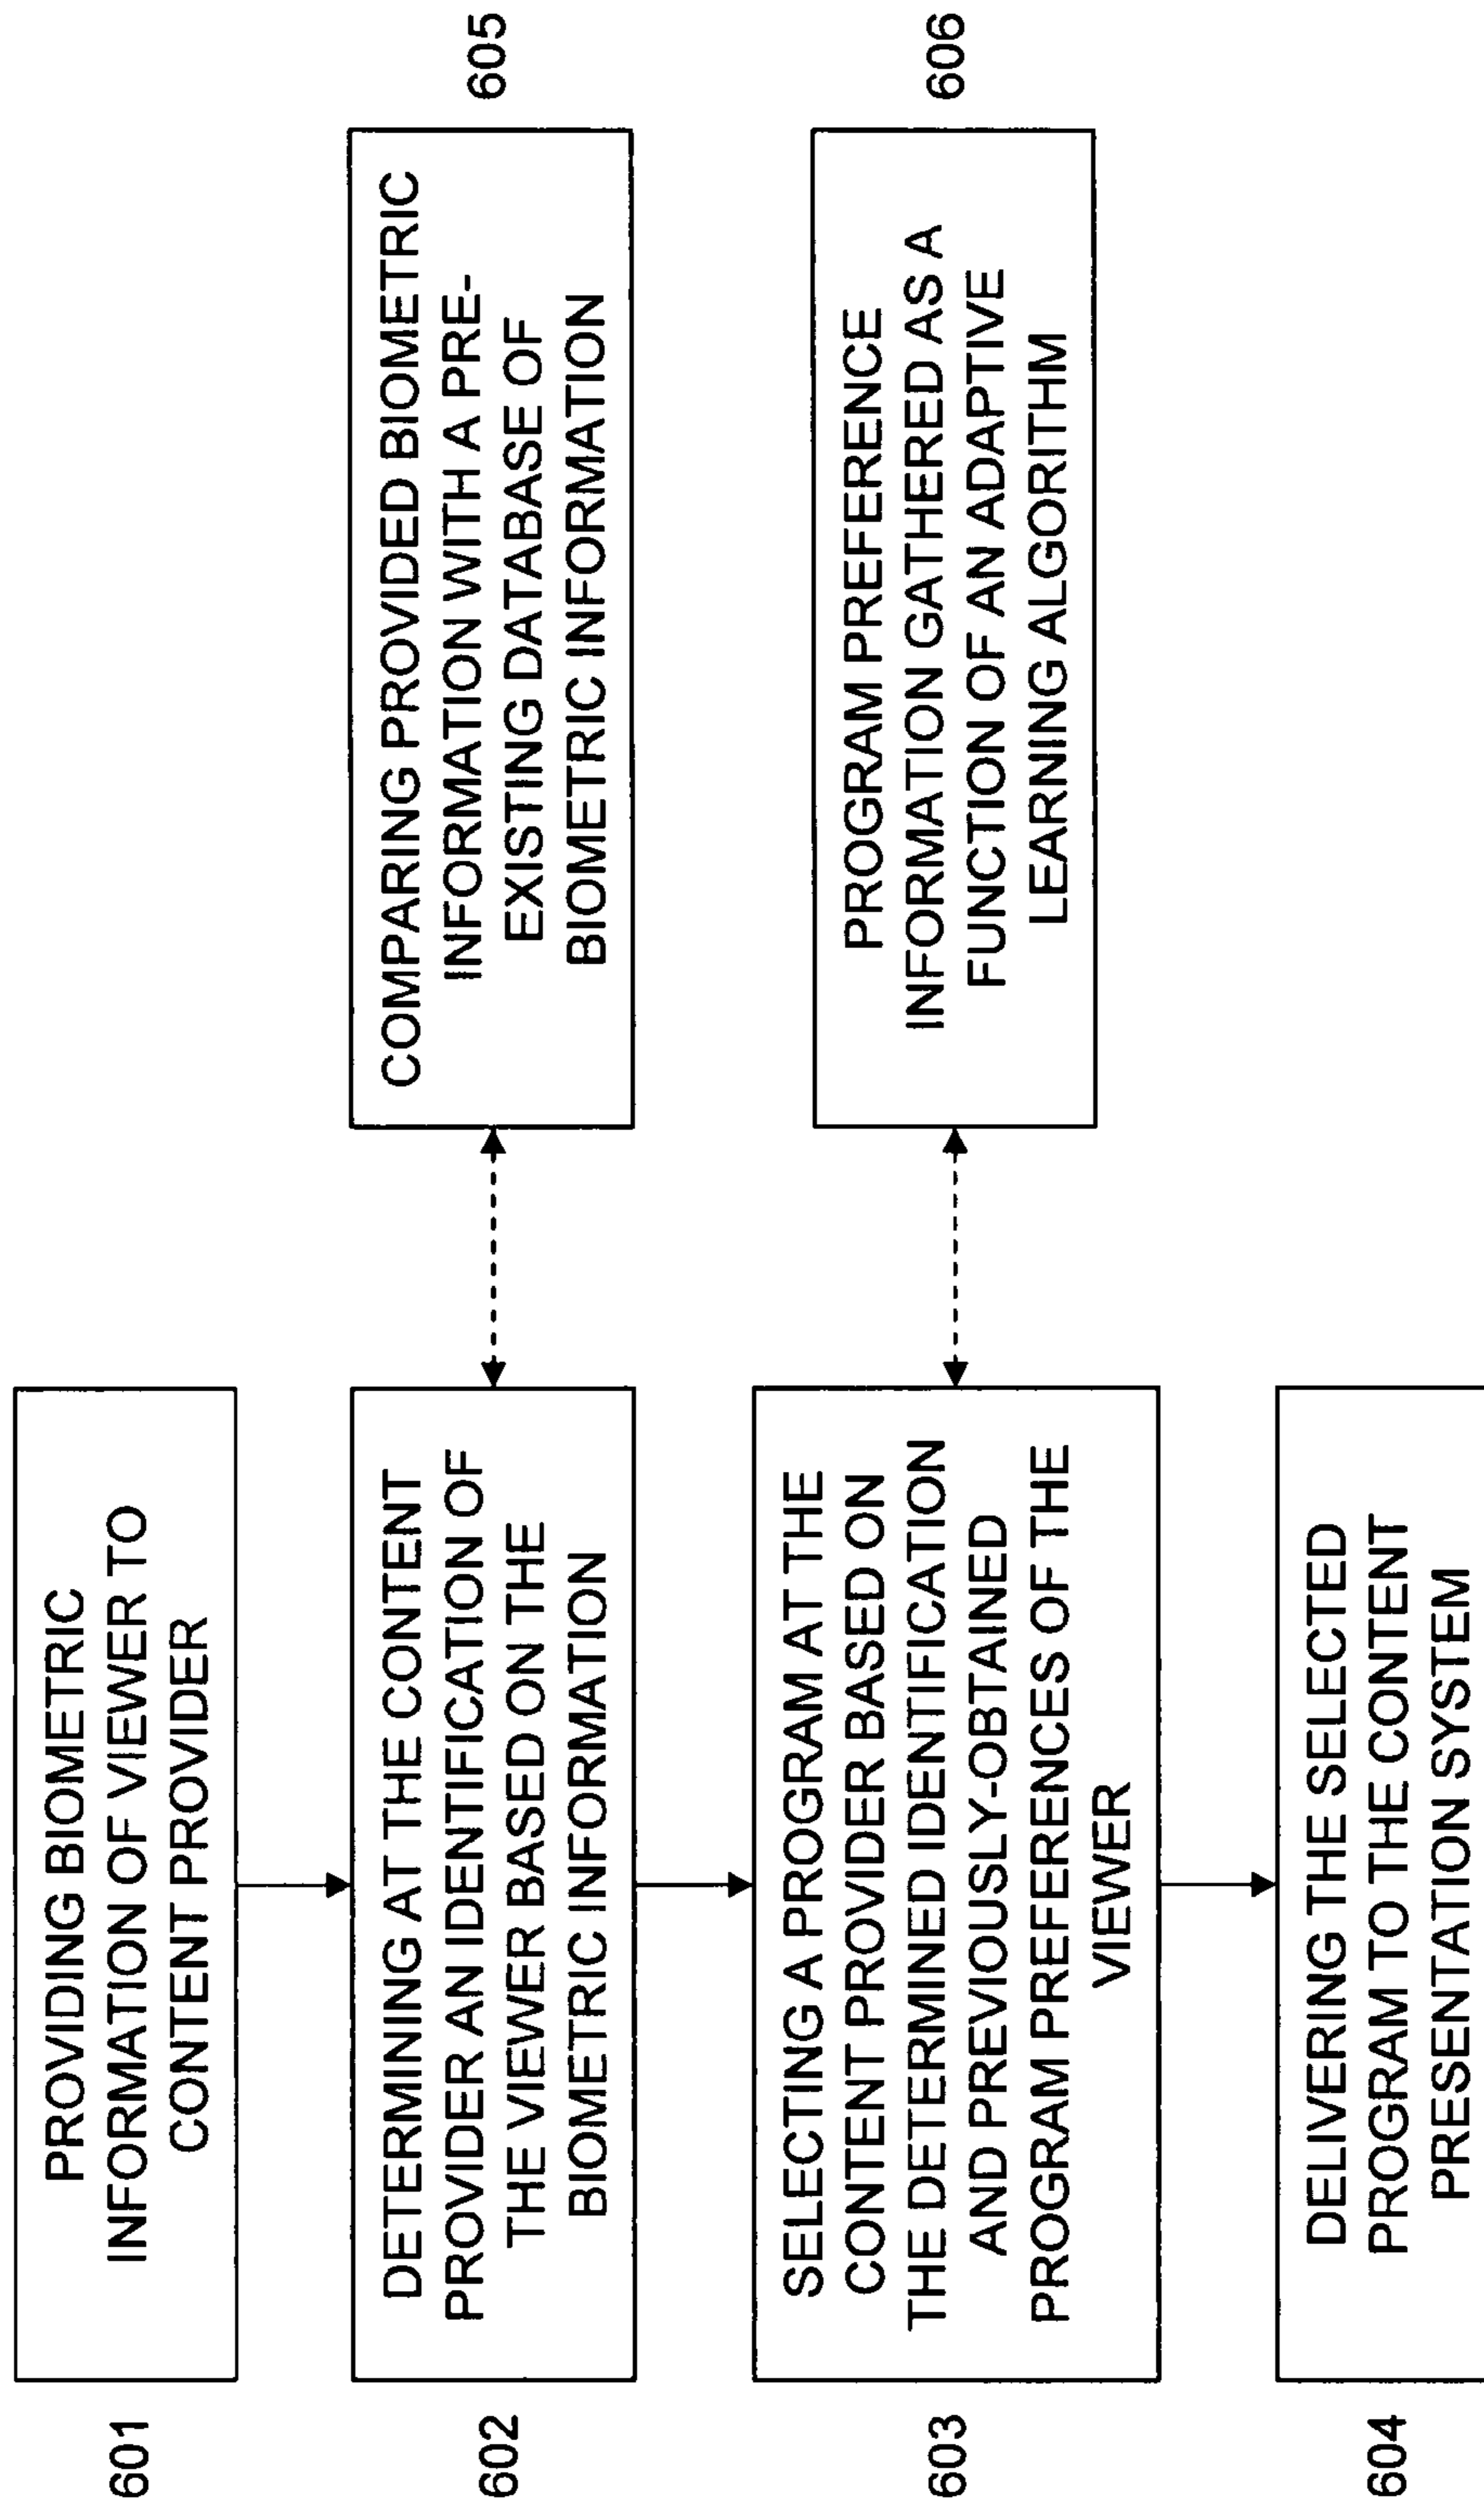 601
PROVIDING BIOMETRIC
INFORMATION OF VIEWER TO
CONTENT PROVIDER
602
DETERMINING AT THE CONTENT
PROVIDER AN IDENTIFICATION OF
THE VIEWER BASED ON THE
BIOMETRIC INFORMATION
COMPARING PROVIDED BIOMETRIC
INFORMATION WITH A PRE-
EXISTING DATABASE OF
BIOMETRIC INFORMATION
605
603
SELECTING A PROGRAM AT THE
CONTENT PROVIDER BASED ON
THE DETERMINED IDENTIFICATION
AND PREVIOUSLY-OBTAINED
PROGRAM PREFERENCES OF THE
VIEWER
PROGRAM PREFERENCE
INFORMATION GATHERED AS A
FUNCTION OF AN ADAPTIVE
LEARNING ALGORITHM
606
604
DELIVERING THE SELECTED
PROGRAM TO THE CONTENT
PRESENTATION SYSTEM